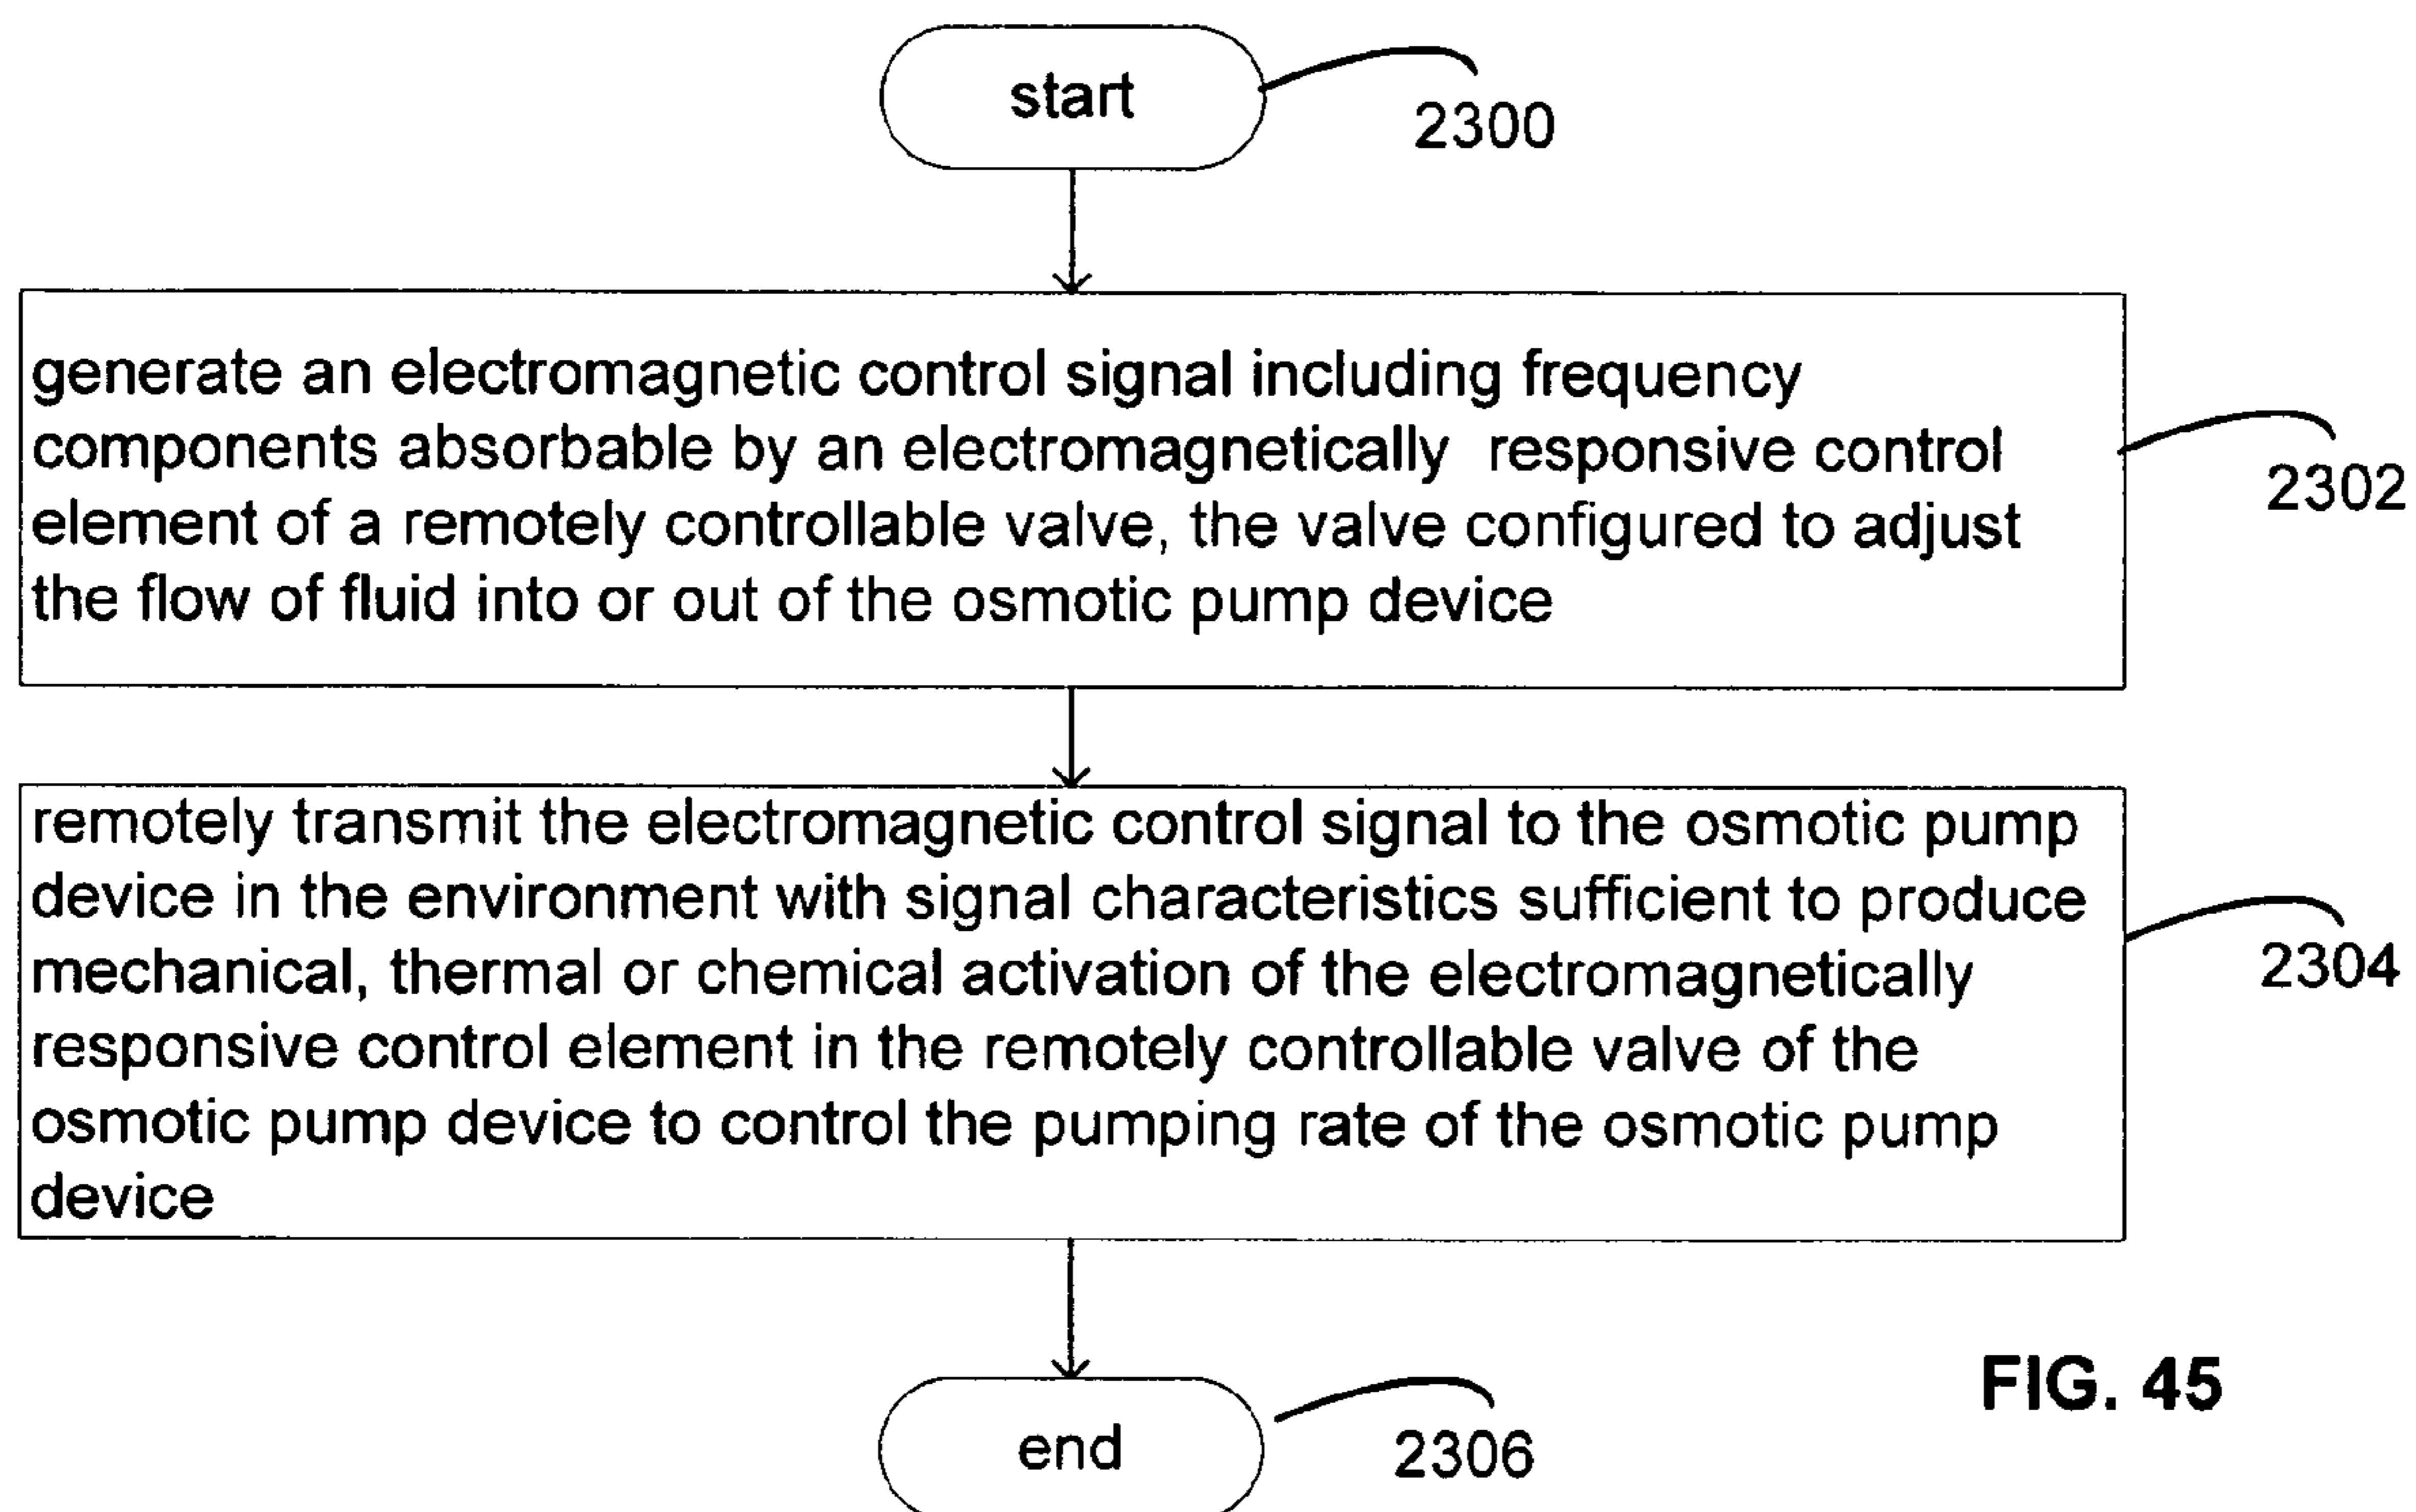 start
2300
generate an electromagnetic control signal including frequency
components absorbable by an electromagnetically responsive control
element of a remotely controllable valve, the valve configured to adjust
the flow of fluid into or out of the osmotic pump device
2302
remotely transmit the electromagnetic control signal to the osmotic pump
device in the environment with signal characteristics sufficient to produce
mechanical, thermal or chemical activation of the electromagnetically
responsive control element in the remotely controllable valve of the
osmotic pump device to control the pumping rate of the osmotic pump
device
2304
end
2306
FIG. 45